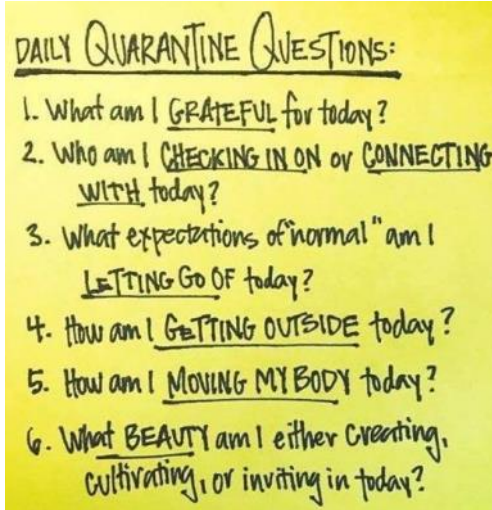 DAILY QUARANTINE QUESTIONS:
1. What am I GRATEFUL for today?
2. Who am I CHECKING IN ON or CONNECTING
WITH today?
3. What expectations of "normal" am I
LETTING GO OF today?
4. How am I GETTING OUTSIDE today?
5. How am I MOVING MY BODY today?
6. What BEAUTY am I either creating,
cultivating, or inviting in today?